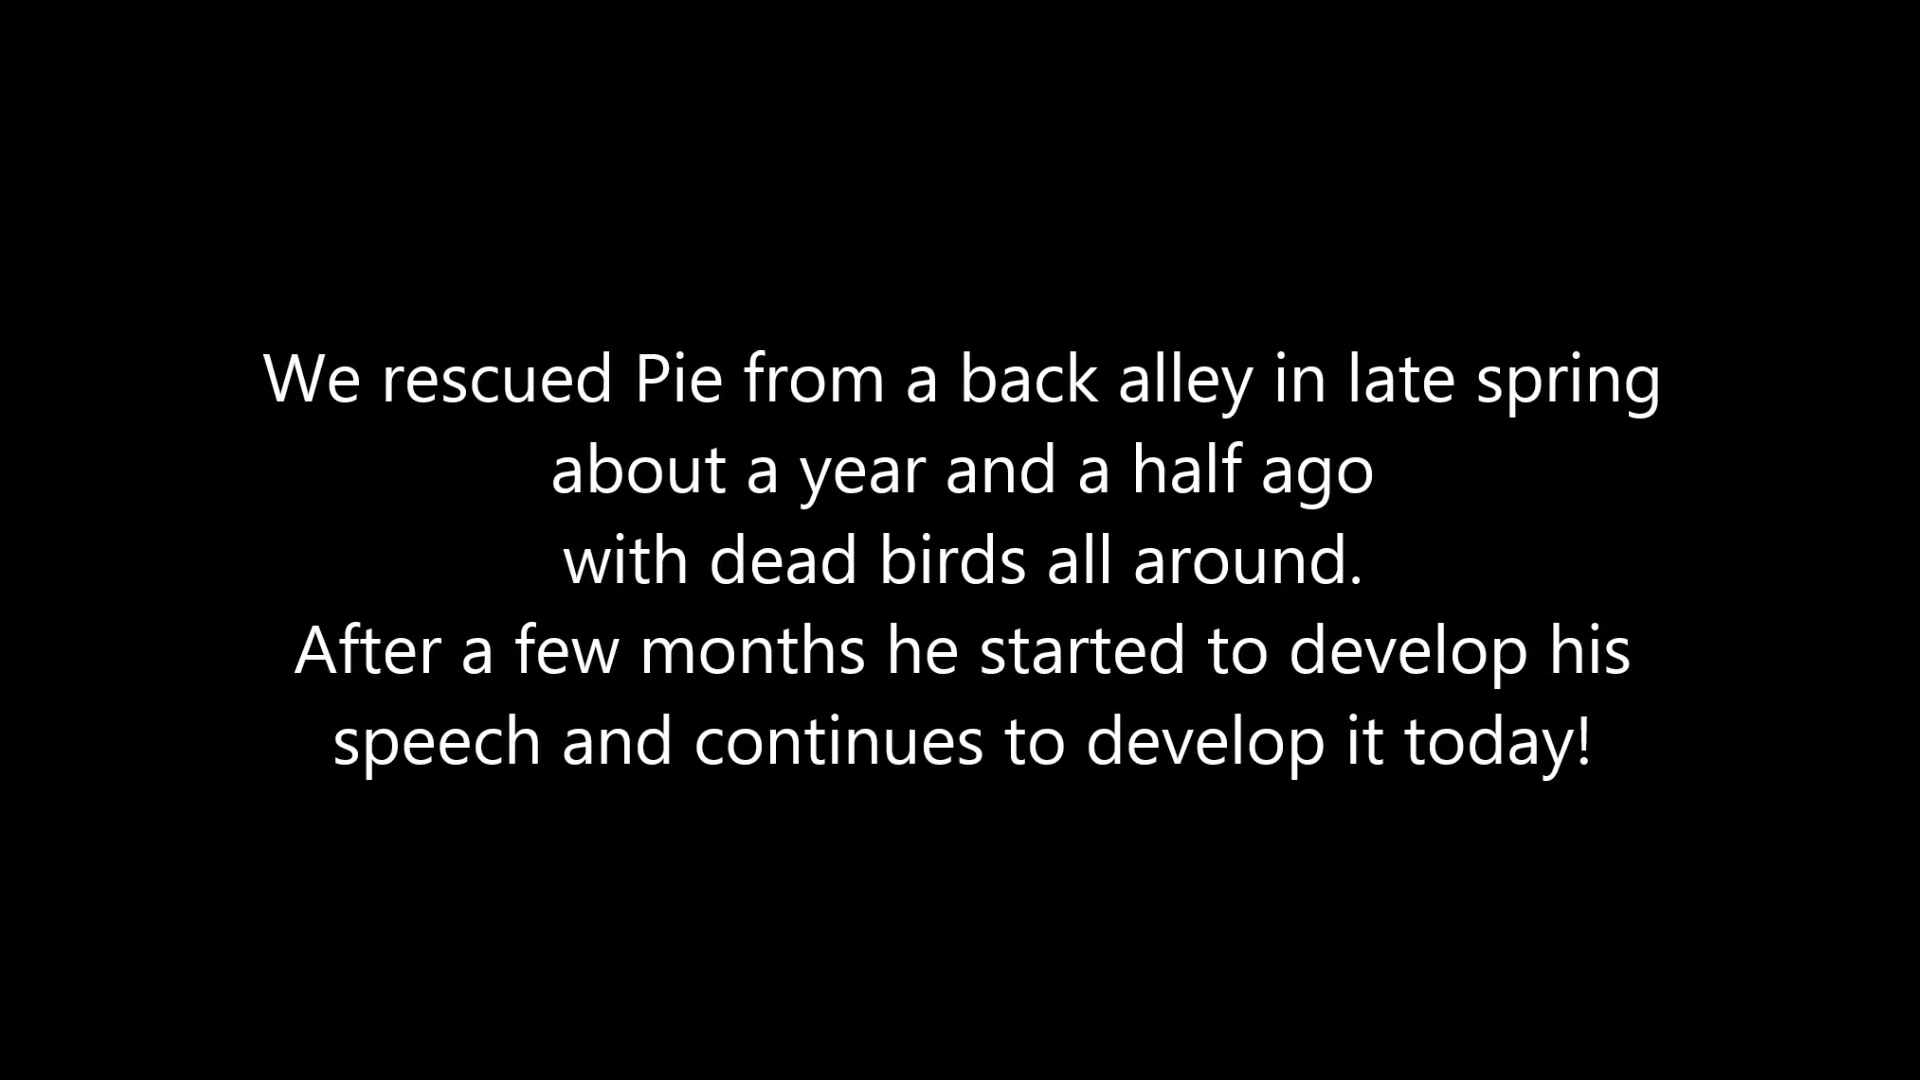 We rescued Pie from a back alley in late spring
about a year and a half ago
with dead birds all around.
After a few months he started to develop his
speech and continues to develop it today!